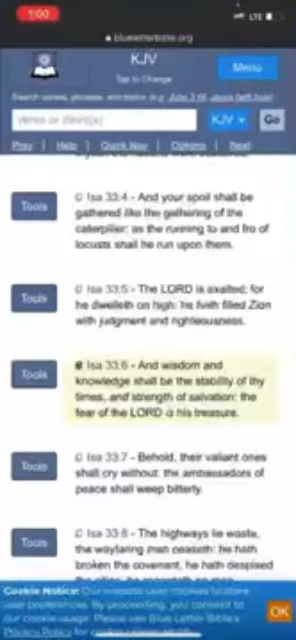 1:00
LTE
blueletterbible.org
KJV
Tap to Change
Menu
Search verses, phrases, and topics (e.g. John 3:16, Jesus faith love)
Verse or Word(s)
KJV
Go
Prev | Help | Quick Nav | Options | Next
Tools
Isa 33:4 - And your spoil shall be
gathered like the gathering of the
caterpiller: as the running to and fro of
locusts shall he run upon them.
Tools
Isa 33:5 - The LORD is exalted; for
he dwelleth on high: he hath filled Zion
with judgment and righteousness.
Tools
Isa 33:6 - And wisdom and
knowledge shall be the stability of thy
times, and strength of salvation: the
fear of the LORD is his treasure.
Tools
Isa 33:7 - Behold, their valiant ones
shall cry without: the ambassadors of
peace shall weep bitterly.
Tools
Isa 33:8 - The highways lie waste,
the wayfaring man ceaseth: he hath
broken the covenant, he hath despised
Cookie Notice: Our website uses cookies to store
user preferences. By proceeding, you consent to
our cookie usage. Please see Blue Letter Bible's
Privacy Policy for
OK